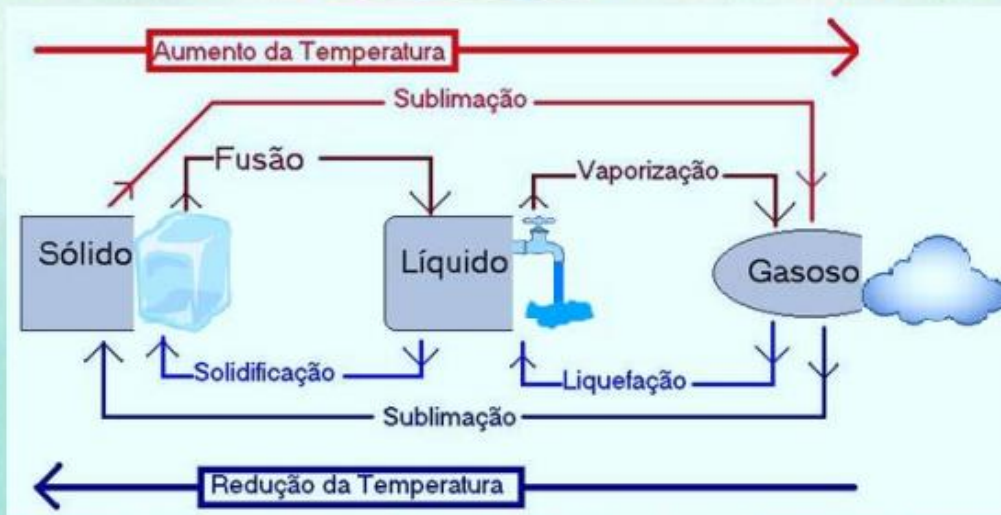 Aumento da Temperatura
Sublimação
Fusão
Vaporização
Sólido
Líquido
Gasoso
Solidificação
Liquefação
Sublimação
Redução da Temperatura